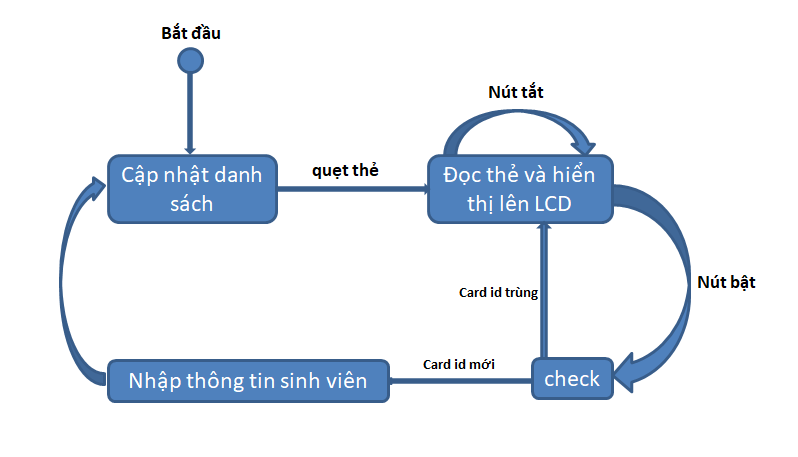 Bắt đầu
Nút tắt
Cập nhật danh
sách
quẹt thẻ
Đọc thẻ và hiển
thị lên LCD
Nút bật
Card id trùng
Card id mới
Nhập thông tin sinh viên
check